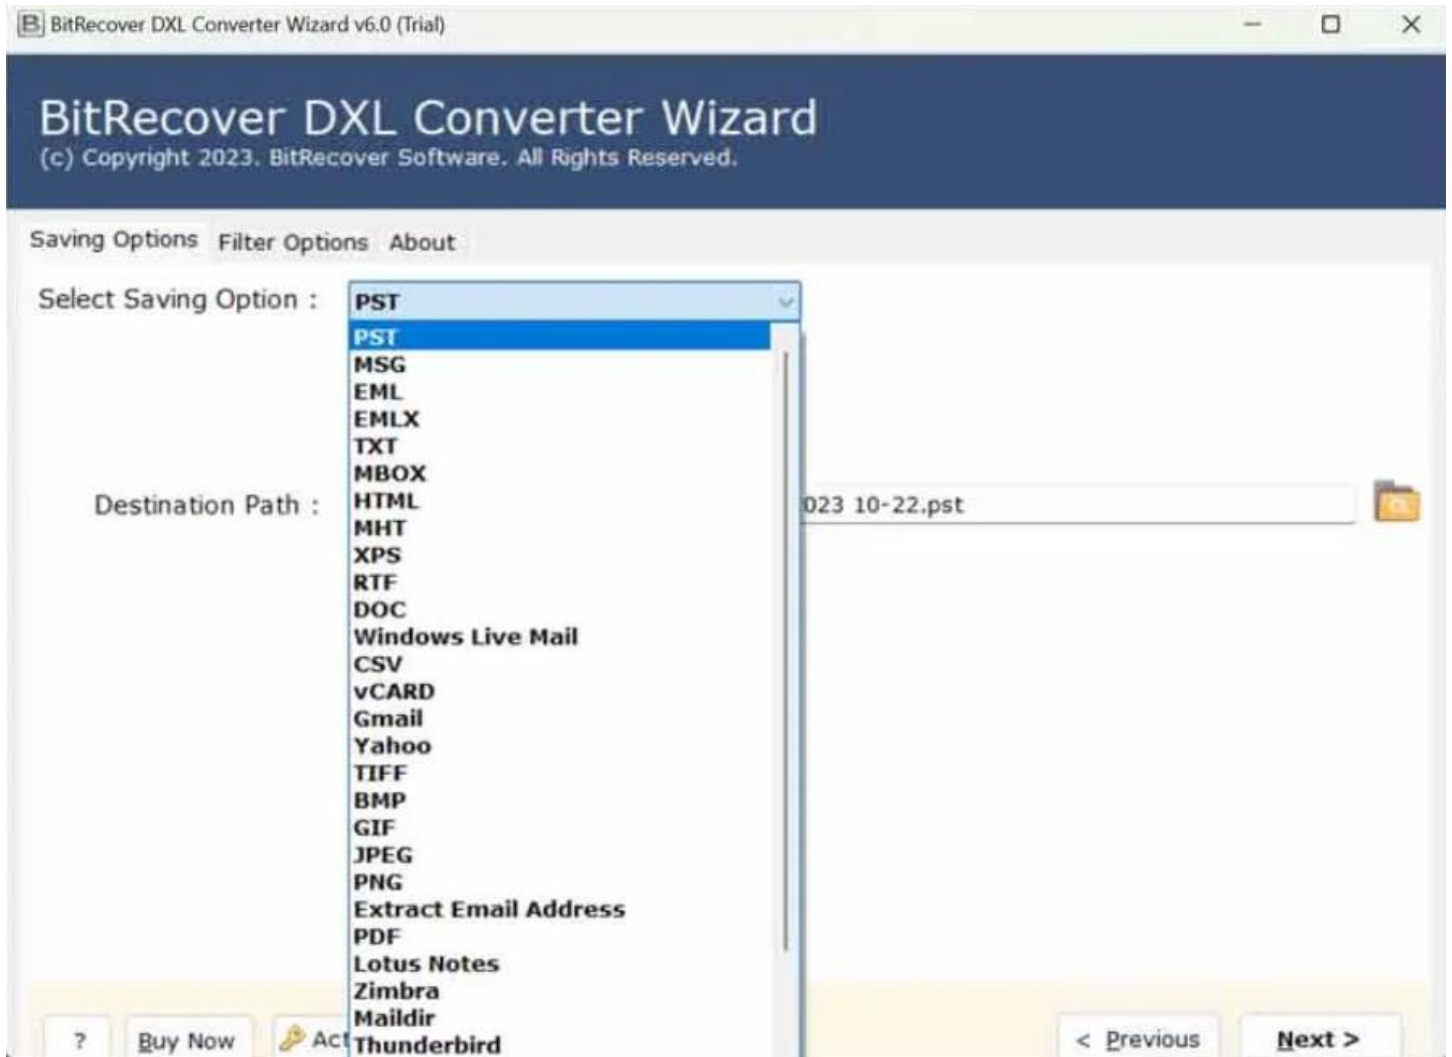 BitRecover DXL Converter Wizard v6.0 (Trial)
BitRecover DXL Converter Wizard
(c) Copyright 2023. BitRecover Software. All Rights Reserved.
Saving Options Filter Options About
Select Saving Option : PST
PST
MSG
EML
EMLX
TXT
MBOX
Destination Path : 023 10-22.pst
HTML
MHT
XPS
RTF
DOC
Windows Live Mail
CSV
vCARD
Gmail
Yahoo
TIFF
BMP
GIF
JPEG
PNG
Extract Email Address
PDF
Lotus Notes
Zimbra
Maildir
Thunderbird
? Buy Now Act < Previous Next >